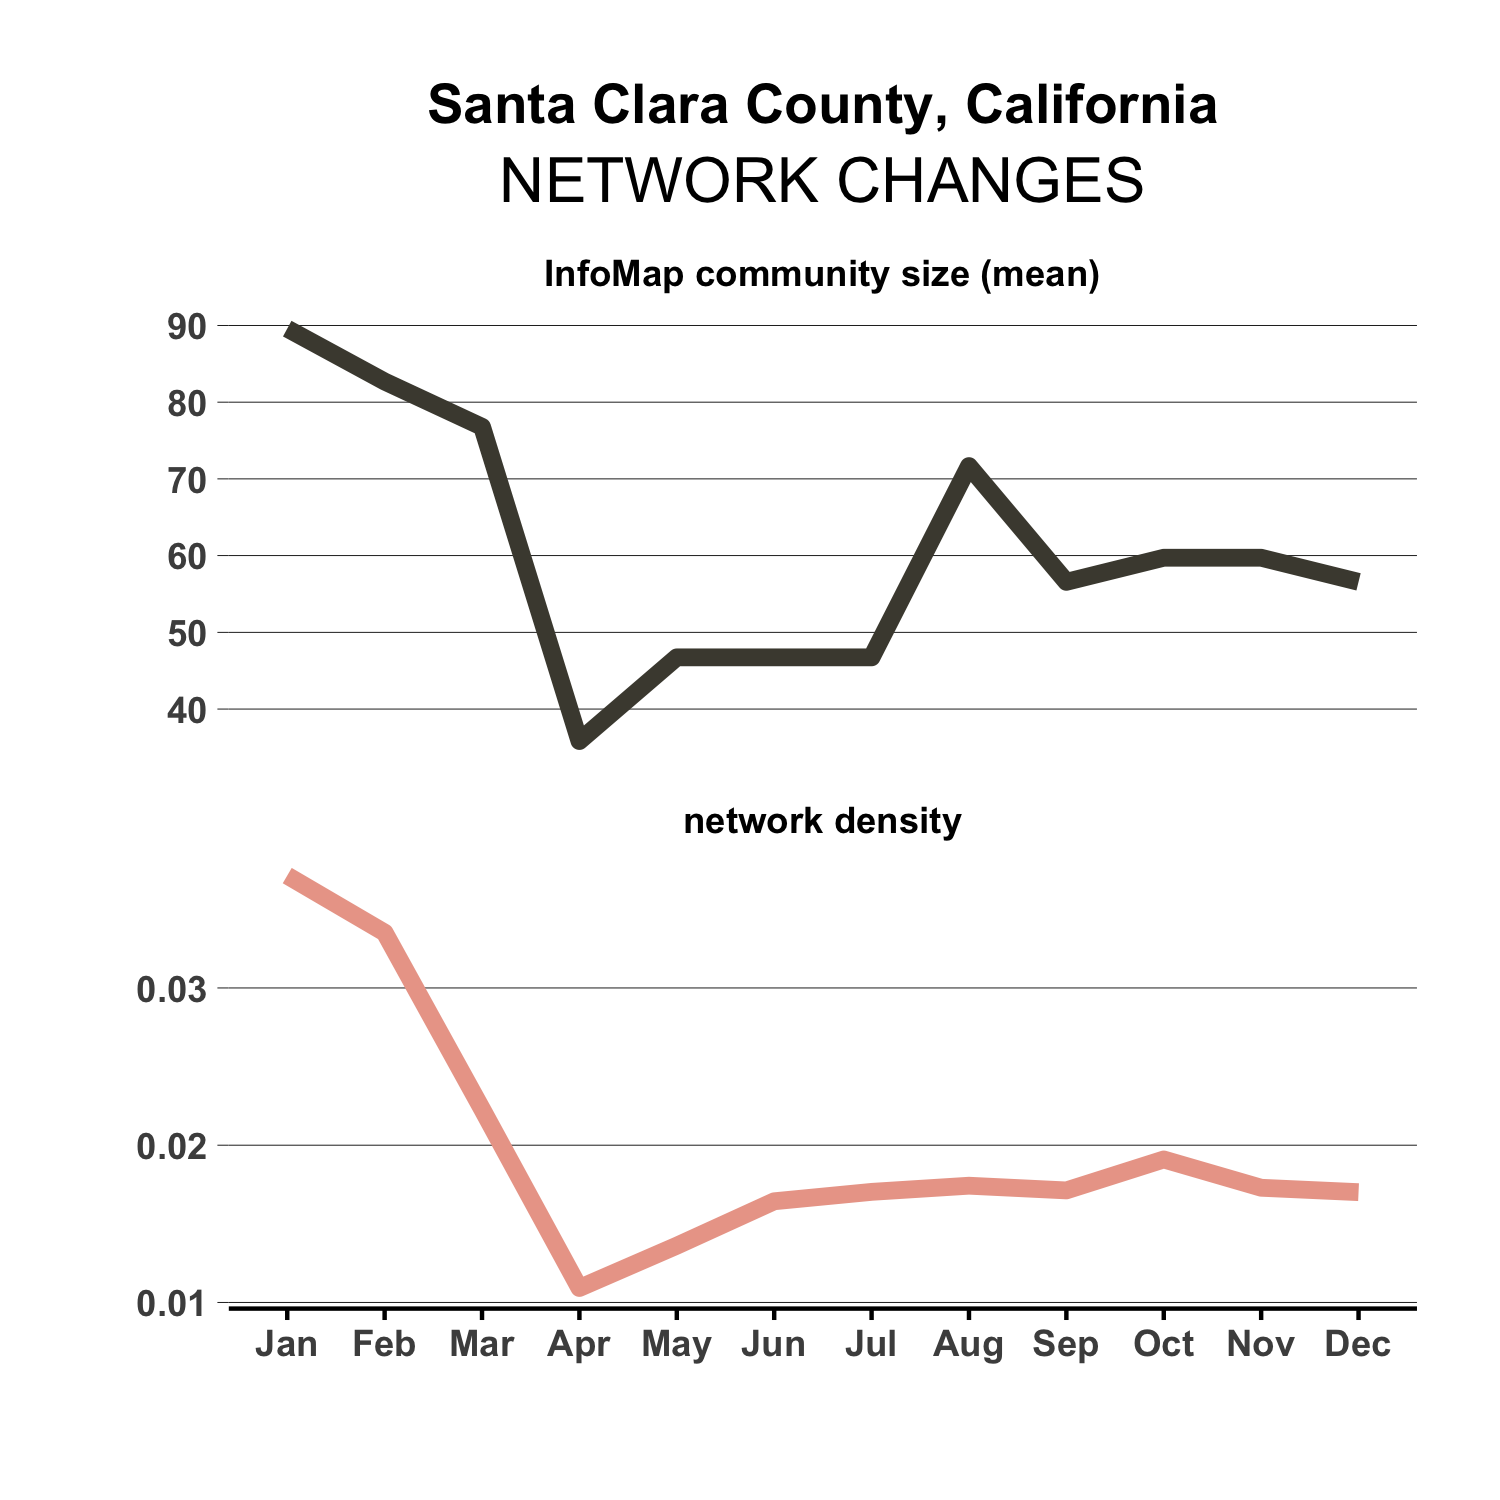 Santa Clara County, California
NETWORK CHANGES
InfoMap community size (mean)
90
80
70
60
50
40
network density
0.03
0.02
0.01
Jan Feb Mar Apr May Jun Jul Aug Sep Oct Nov Dec